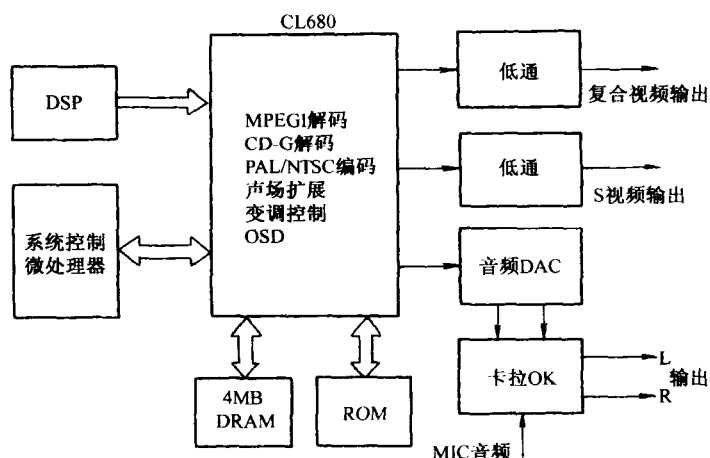 CL680
DSP
系统控制
微处理器
MPEG1解码
CD-G解码
PAL/NTSC编码
声场扩展
变调控制
OSD
低通
复合视频输出
低通
S视频输出
音频DAC
卡拉OK
L
输出
R
MIC音频
4MB
DRAM
ROM